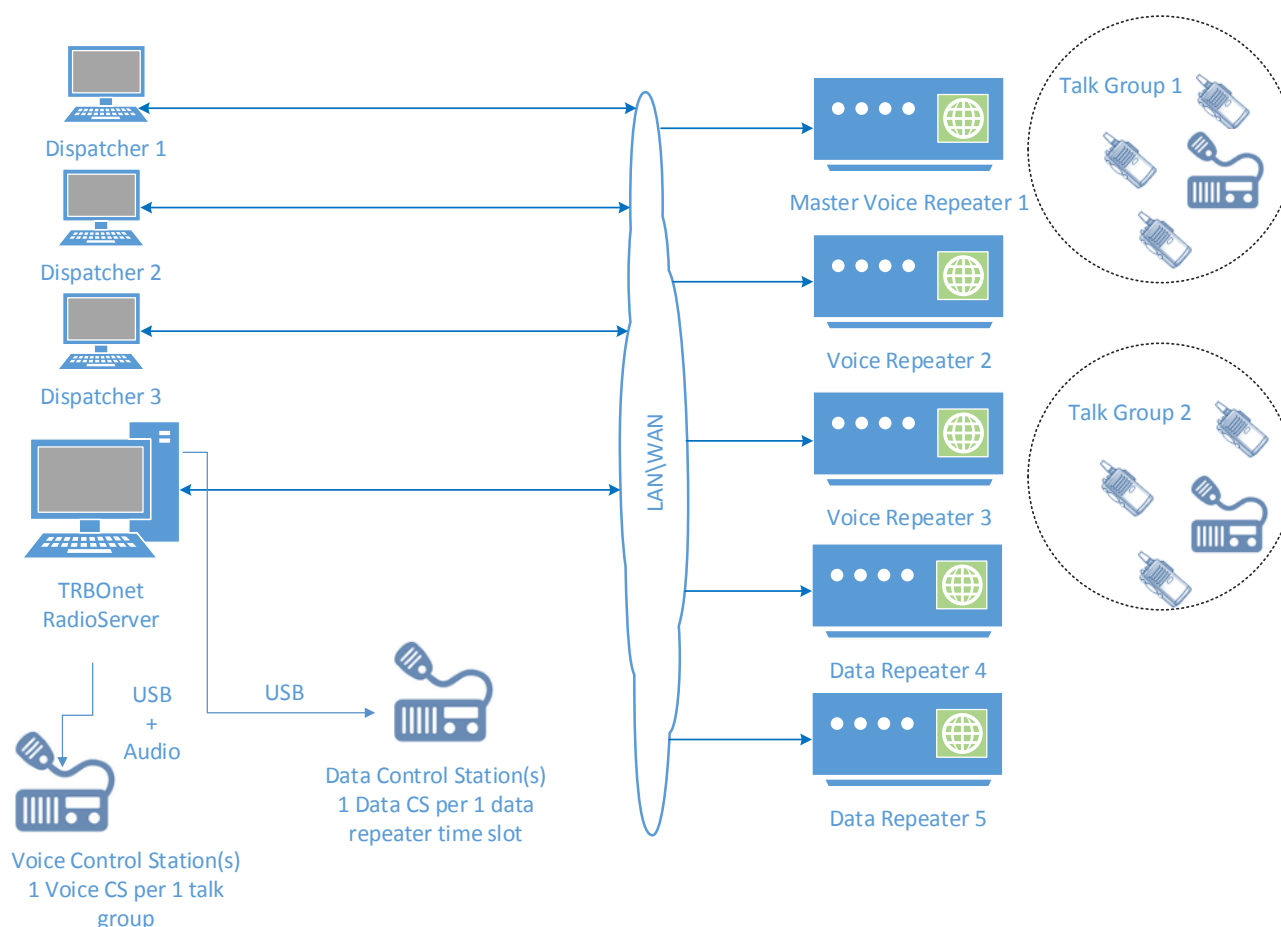 Dispatcher 1
Dispatcher 2
Dispatcher 3
TRBOnet
RadioServer
USB
+
Audio
USB
Voice Control Station(s)
1 Voice CS per 1 talk
group
Data Control Station(s)
1 Data CS per 1 data
repeater time slot
LAN\WAN
Master Voice Repeater 1
Voice Repeater 2
Voice Repeater 3
Data Repeater 4
Data Repeater 5
Talk Group 1
Talk Group 2